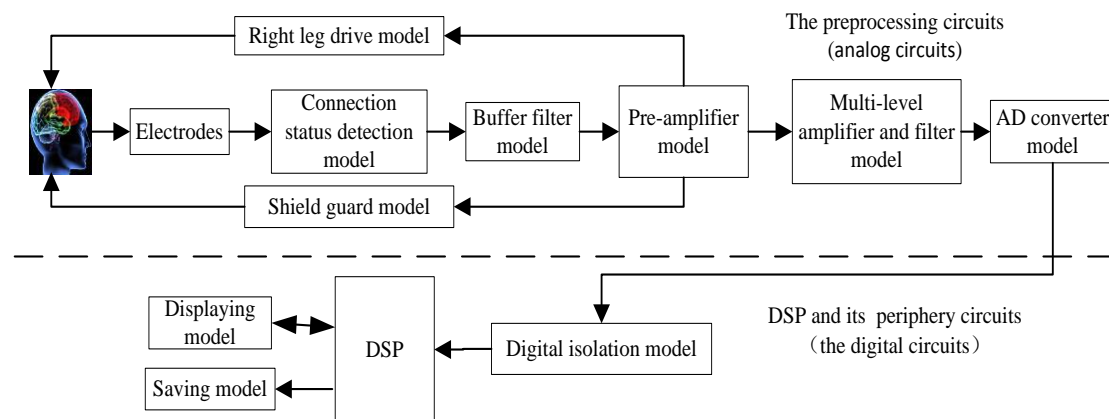 Right leg drive model
The preprocessing circuits
(analog circuits)
Electrodes
Connection
status detection
model
Buffer filter
model
Pre-amplifier
model
Multi-level
amplifier and filter
model
AD converter
model
Shield guard model
Displaying
model
Saving model
DSP
Digital isolation model
DSP and its periphery circuits
（the digital circuits）